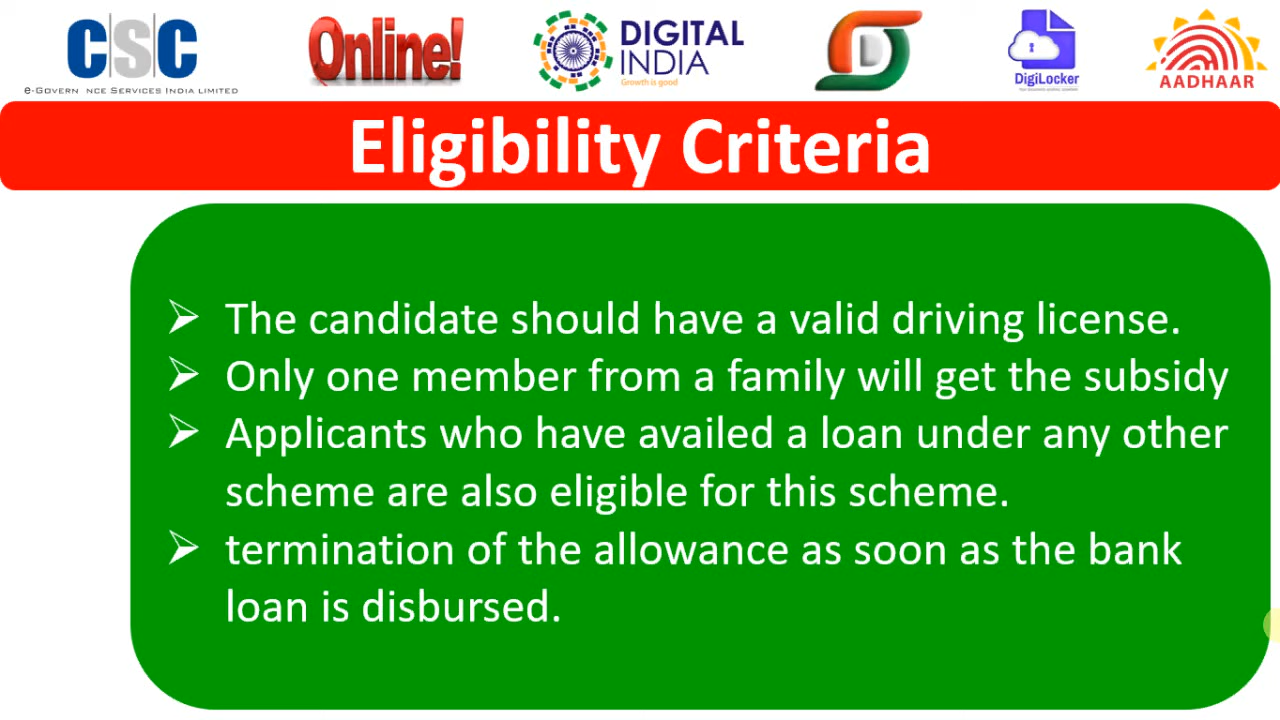 CSC Online! DIGITAL
INDIA
Growth is good
DigiLocker
AADHAAR
e-Govern nce Services India Limited
Eligibility Criteria
➢ The candidate should have a valid driving license.
➢ Only one member from a family will get the subsidy
➢ Applicants who have availed a loan under any other
scheme are also eligible for this scheme.
➢ termination of the allowance as soon as the bank
loan is disbursed.